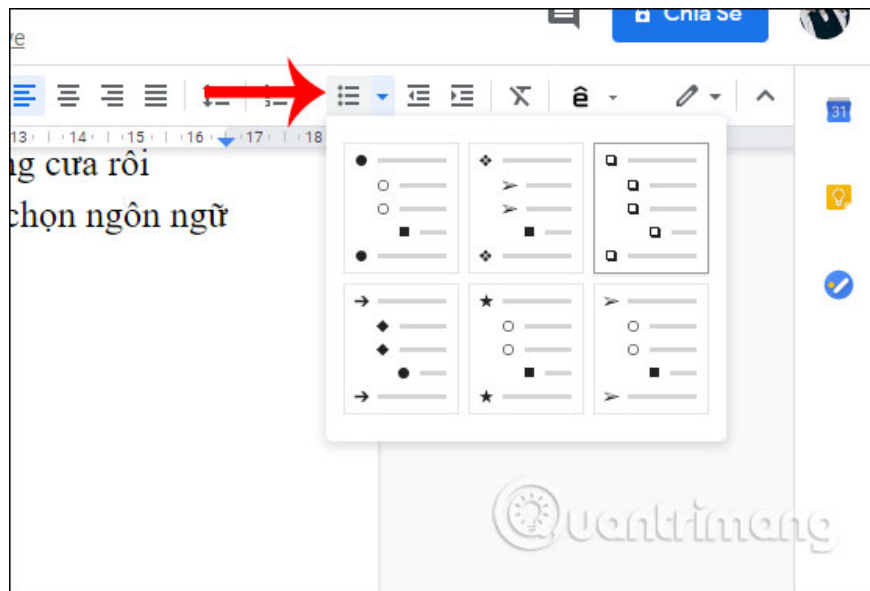 Chia Sẻ
ve
13 14 15 16 17 18
ng cưa rồi
chọn ngôn ngữ
ê
31
Quantrimang